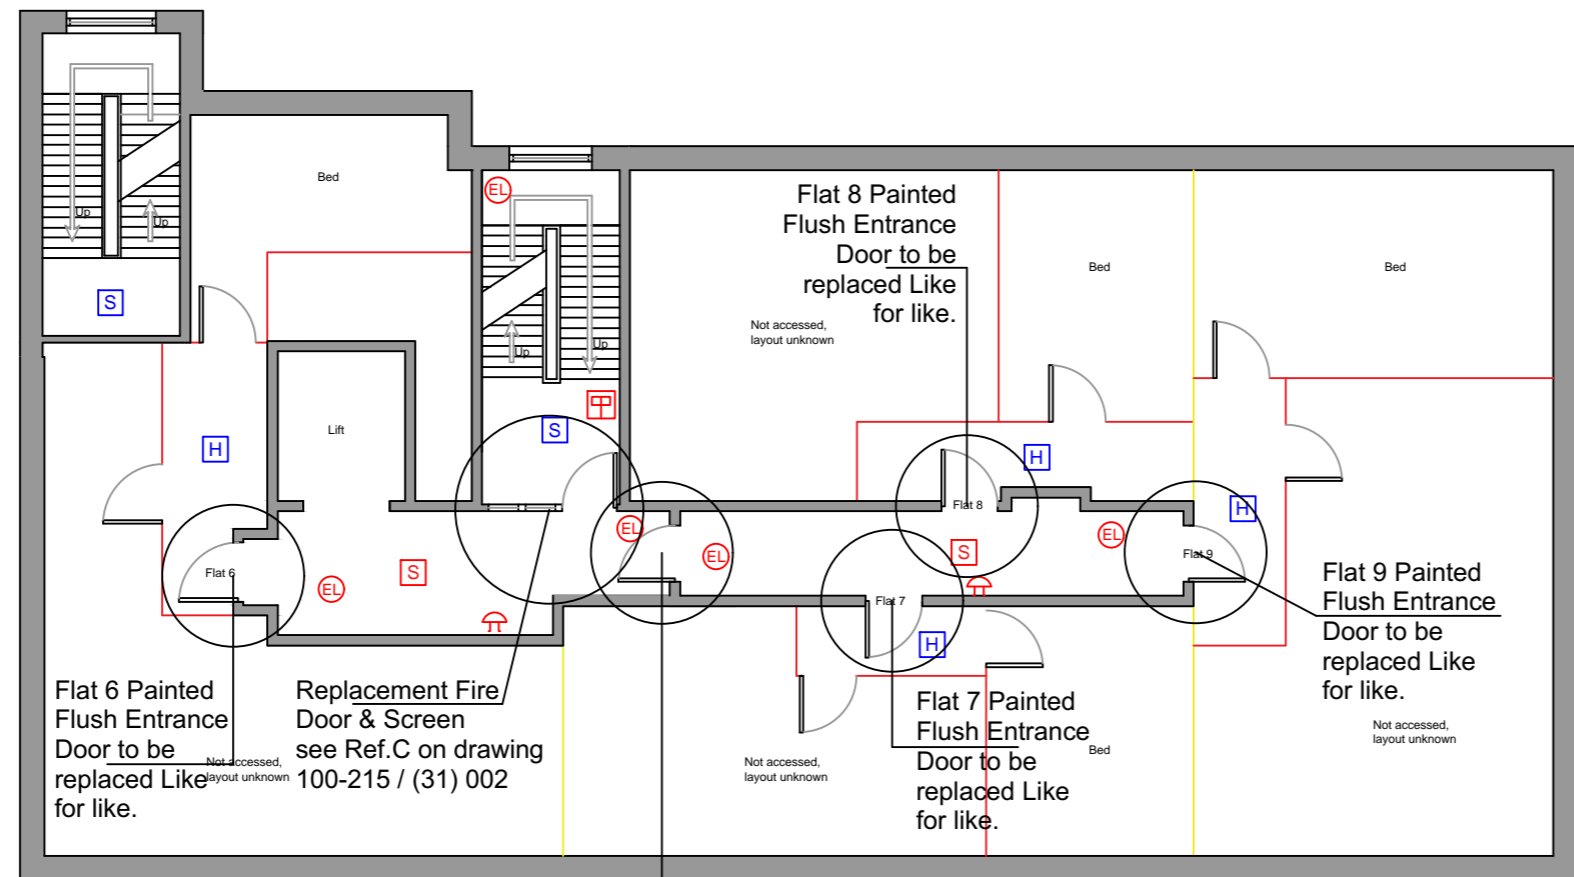 Bed
Up
Up
S
EL
Up
Up
Flat 8 Painted
Flush Entrance
Door to be
replaced Like
for like.
Not accessed,
layout unknown
Bed
Bed
S
Lift
H
H
H
Flat 8
EL
EL
EL
S
Flat 9
Flat 6
EL
S
Flat 7
H
Flat 9 Painted
Flush Entrance
Door to be
replaced Like
for like.
Flat 6 Painted
Flush Entrance
Door to be
replaced Like
for like.
Not accessed,
layout unknown
Replacement Fire
Door & Screen
see Ref.C on drawing
100-215 / (31) 002
Not accessed,
layout unknown
Flat 7 Painted
Flush Entrance
Door to be
replaced Like
for like.
Bed
Not accessed,
layout unknown